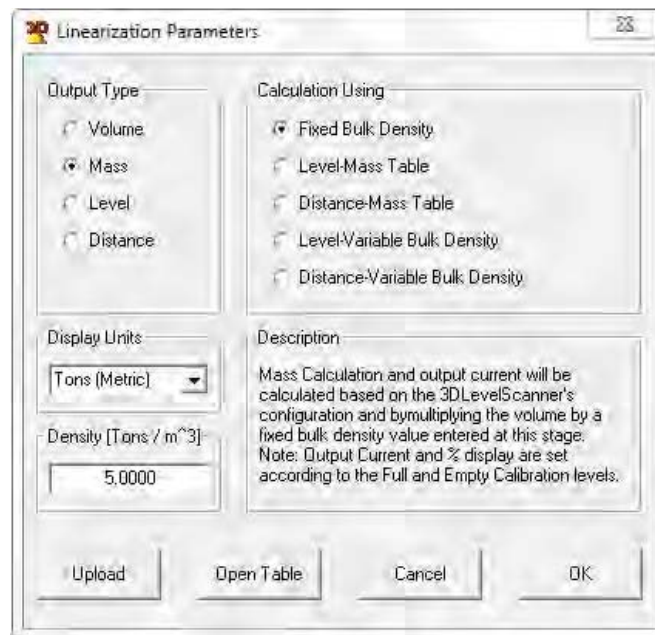 Linearization Parameters
Output Type
Volume
Mass
Level
Distance
Calculation Using
Fixed Bulk Density
Level-Mass Table
Distance-Mass Table
Level-Variable Bulk Density
Distance-Variable Bulk Density
Display Units
Tons (Metric)
Density [Tons / m^3]
5.0000
Description
Mass Calculation and output current will be
calculated based on the 3DLevelScanner's
configuration and bymultiplying the volume by a
fixed bulk density value entered at this stage.
Note: Output Current and % display are set
according to the Full and Empty Calibration levels.
Upload
Open Table
Cancel
OK